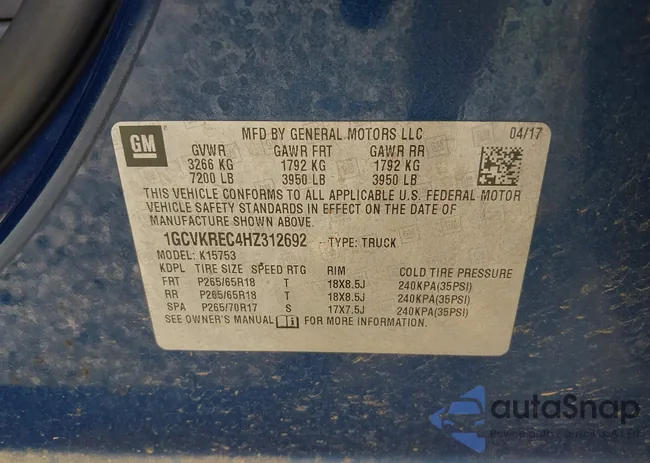 GM
MFD BY GENERAL MOTORS LLC 04/17
GVWR GAWR FRT GAWR RR
3266 KG 1792 KG 1792 KG
7200 LB 3950 LB 3950 LB
THIS VEHICLE CONFORMS TO ALL APPLICABLE U.S. FEDERAL MOTOR
VEHICLE SAFETY STANDARDS IN EFFECT ON THE DATE OF
MANUFACTURE SHOWN ABOVE.
1GCVKREC4HZ312692 TYPE: TRUCK
MODEL: K15753
KDPL TIRE SIZE SPEED RTG RIM COLD TIRE PRESSURE
FRT P265/65R18 T 18X8.5J 240KPA(35PSI)
RR P265/65R18 T 18X8.5J 240KPA(35PSI)
SPA P265/70R17 S 17X7.5J 240KPA(35PSI)
SEE OWNER'S MANUAL FOR MORE INFORMATION.
autoSnap